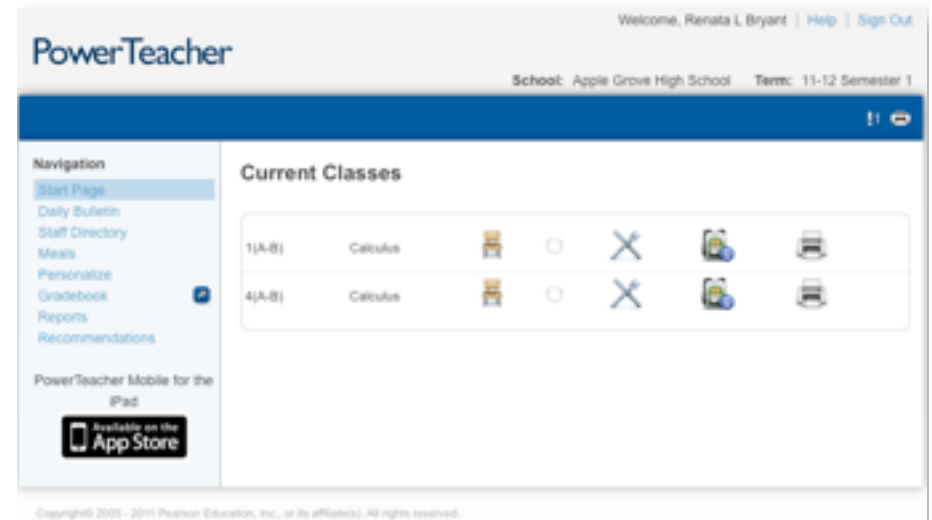 Welcome, Renata L Bryant | Help | Sign Out
PowerTeacher
School: Apple Grove High School Term: 11-12 Semester 1
!1
Navigation
Start Page
Daily Bulletin
Staff Directory
Meals
Personalize
Gradebook
Reports
Recommendations
PowerTeacher Mobile for the
iPad
Available on the
App Store
Current Classes
1(A-B) Calculus
4(A-B) Calculus
Copyright© 2005 - 2011 Pearson Education, Inc., or its affiliate(s). All rights reserved.